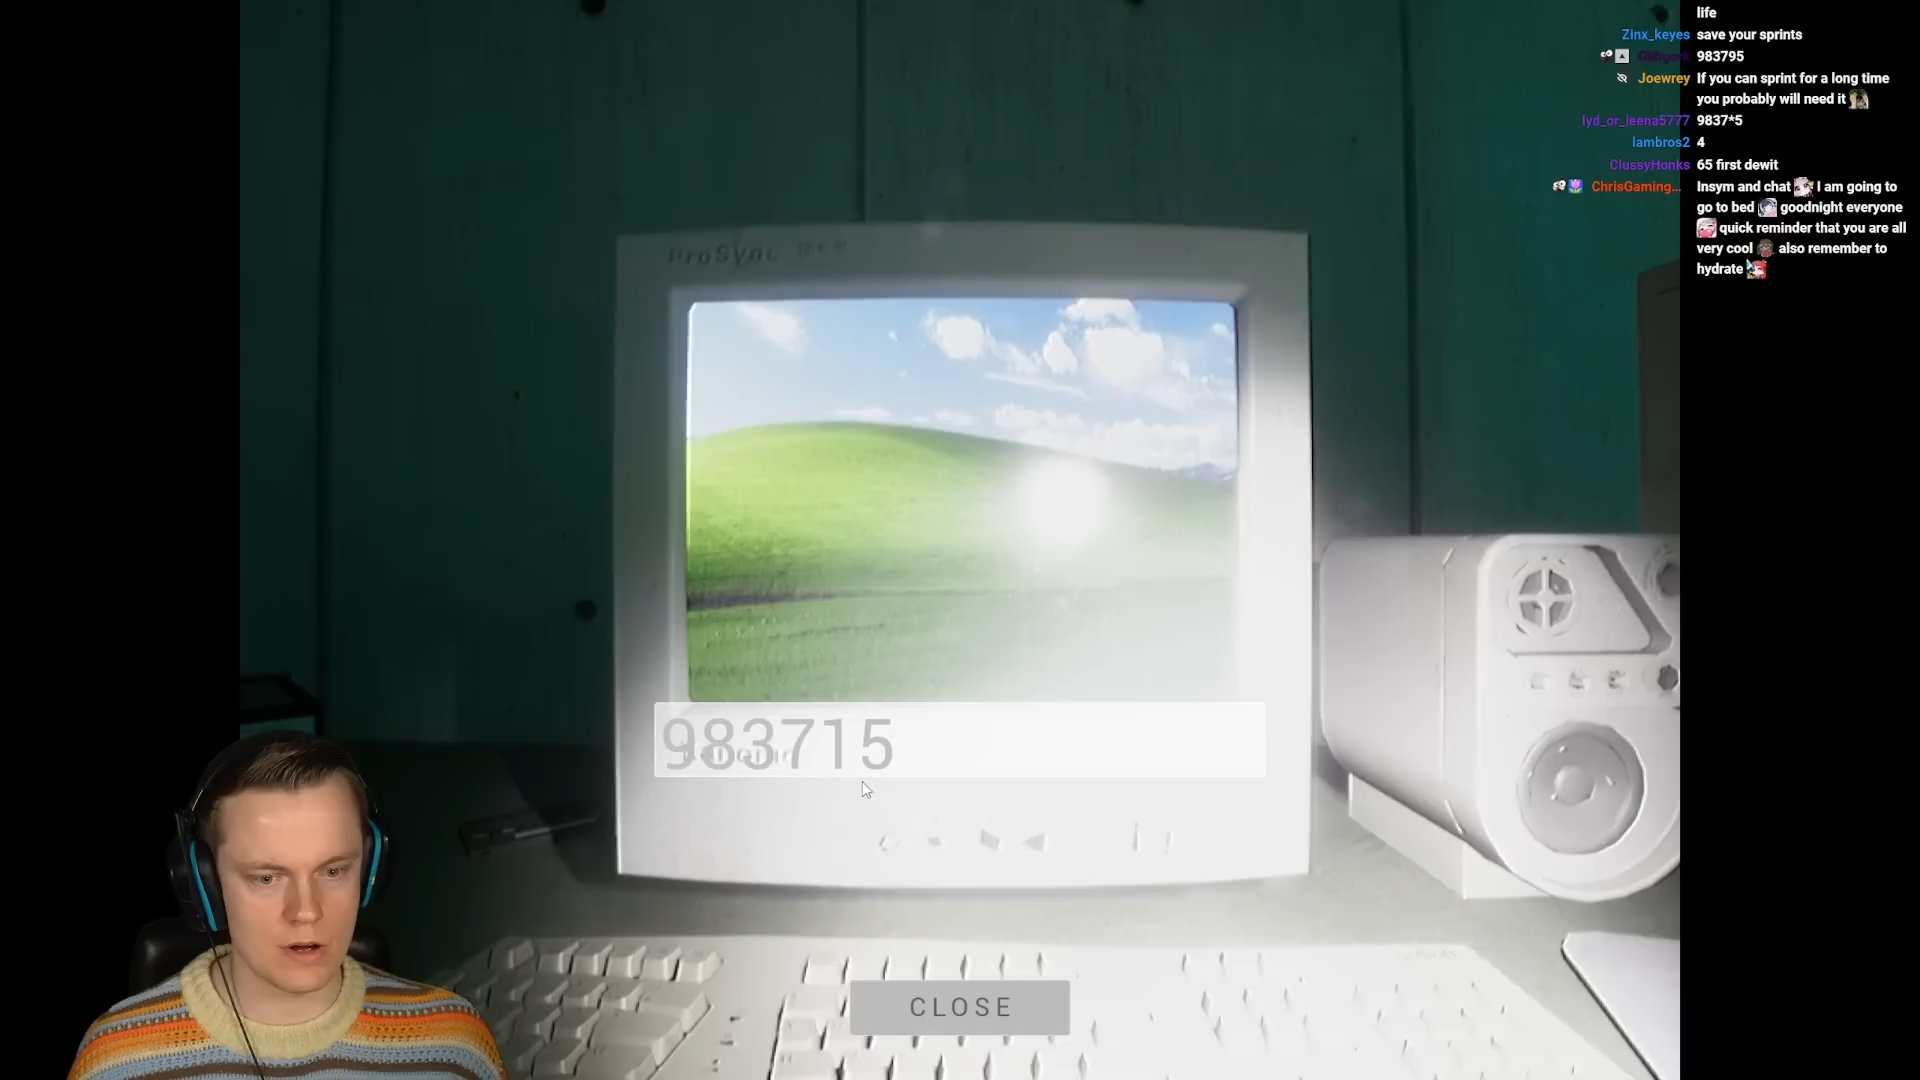 life
Zinx_keyes save your sprints
983795
Joewrey If you can sprint for a long time
you probably will need it
lyd_or_leena5777 9837*5
lambros2 4
ClussyHonks 65 first dewit
ChrisGaming... Insym and chat I am going to
go to bed goodnight everyone
quick reminder that you are all
very cool also remember to
hydrate
ProSync
983715
CLOSE